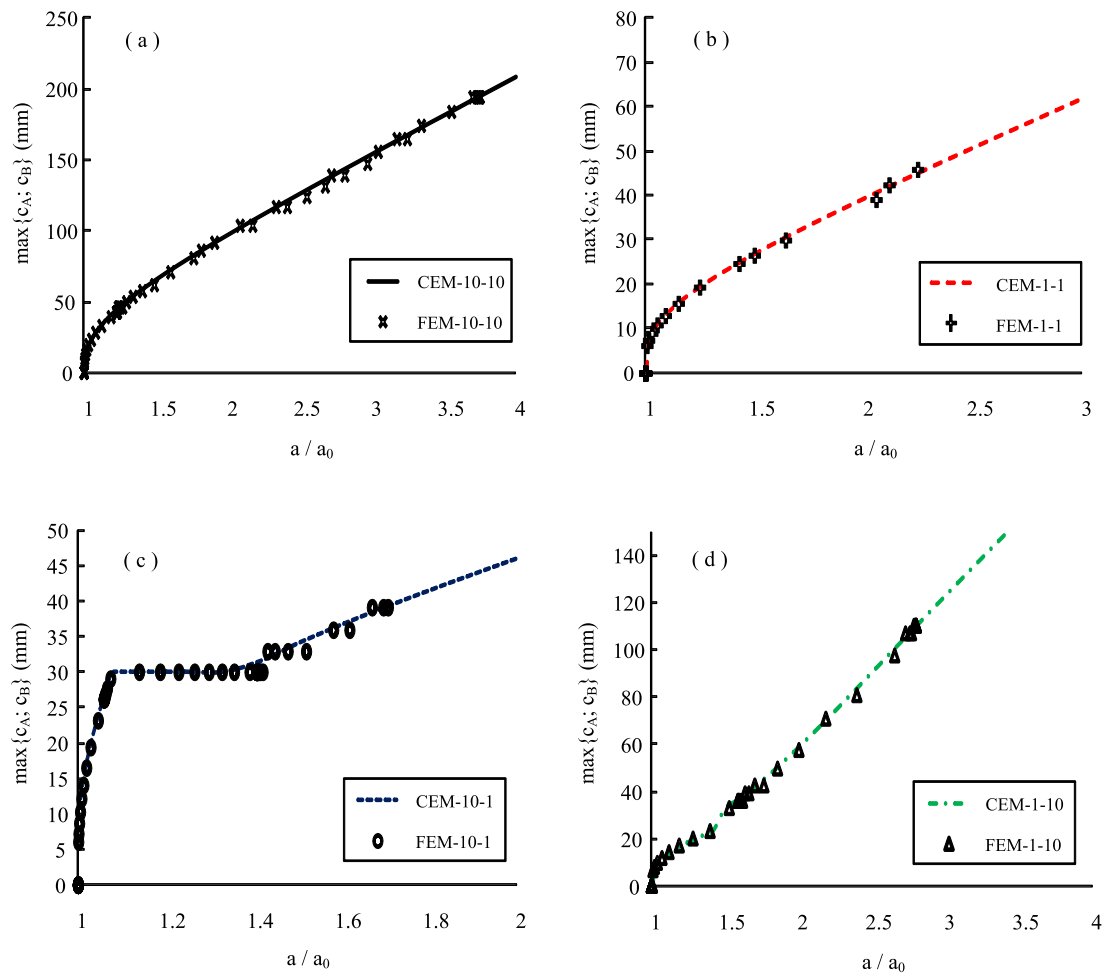 ( a )
max{cA; cB} (mm)
250
200
150
100
50
0
1
1.5
2
2.5
3
3.5
4
a / a0
CEM-10-10
FEM-10-10
( b )
max{cA; cB} (mm)
80
70
60
50
40
30
20
10
0
1
1.5
2
2.5
3
a / a0
CEM-1-1
FEM-1-1
( c )
max{cA; cB} (mm)
50
45
40
35
30
25
20
15
10
5
0
1
1.2
1.4
1.6
1.8
2
a / a0
CEM-10-1
FEM-10-1
( d )
max{cA; cB} (mm)
140
120
100
80
60
40
20
0
1
1.5
2
2.5
3
3.5
4
a / a0
CEM-1-10
FEM-1-10